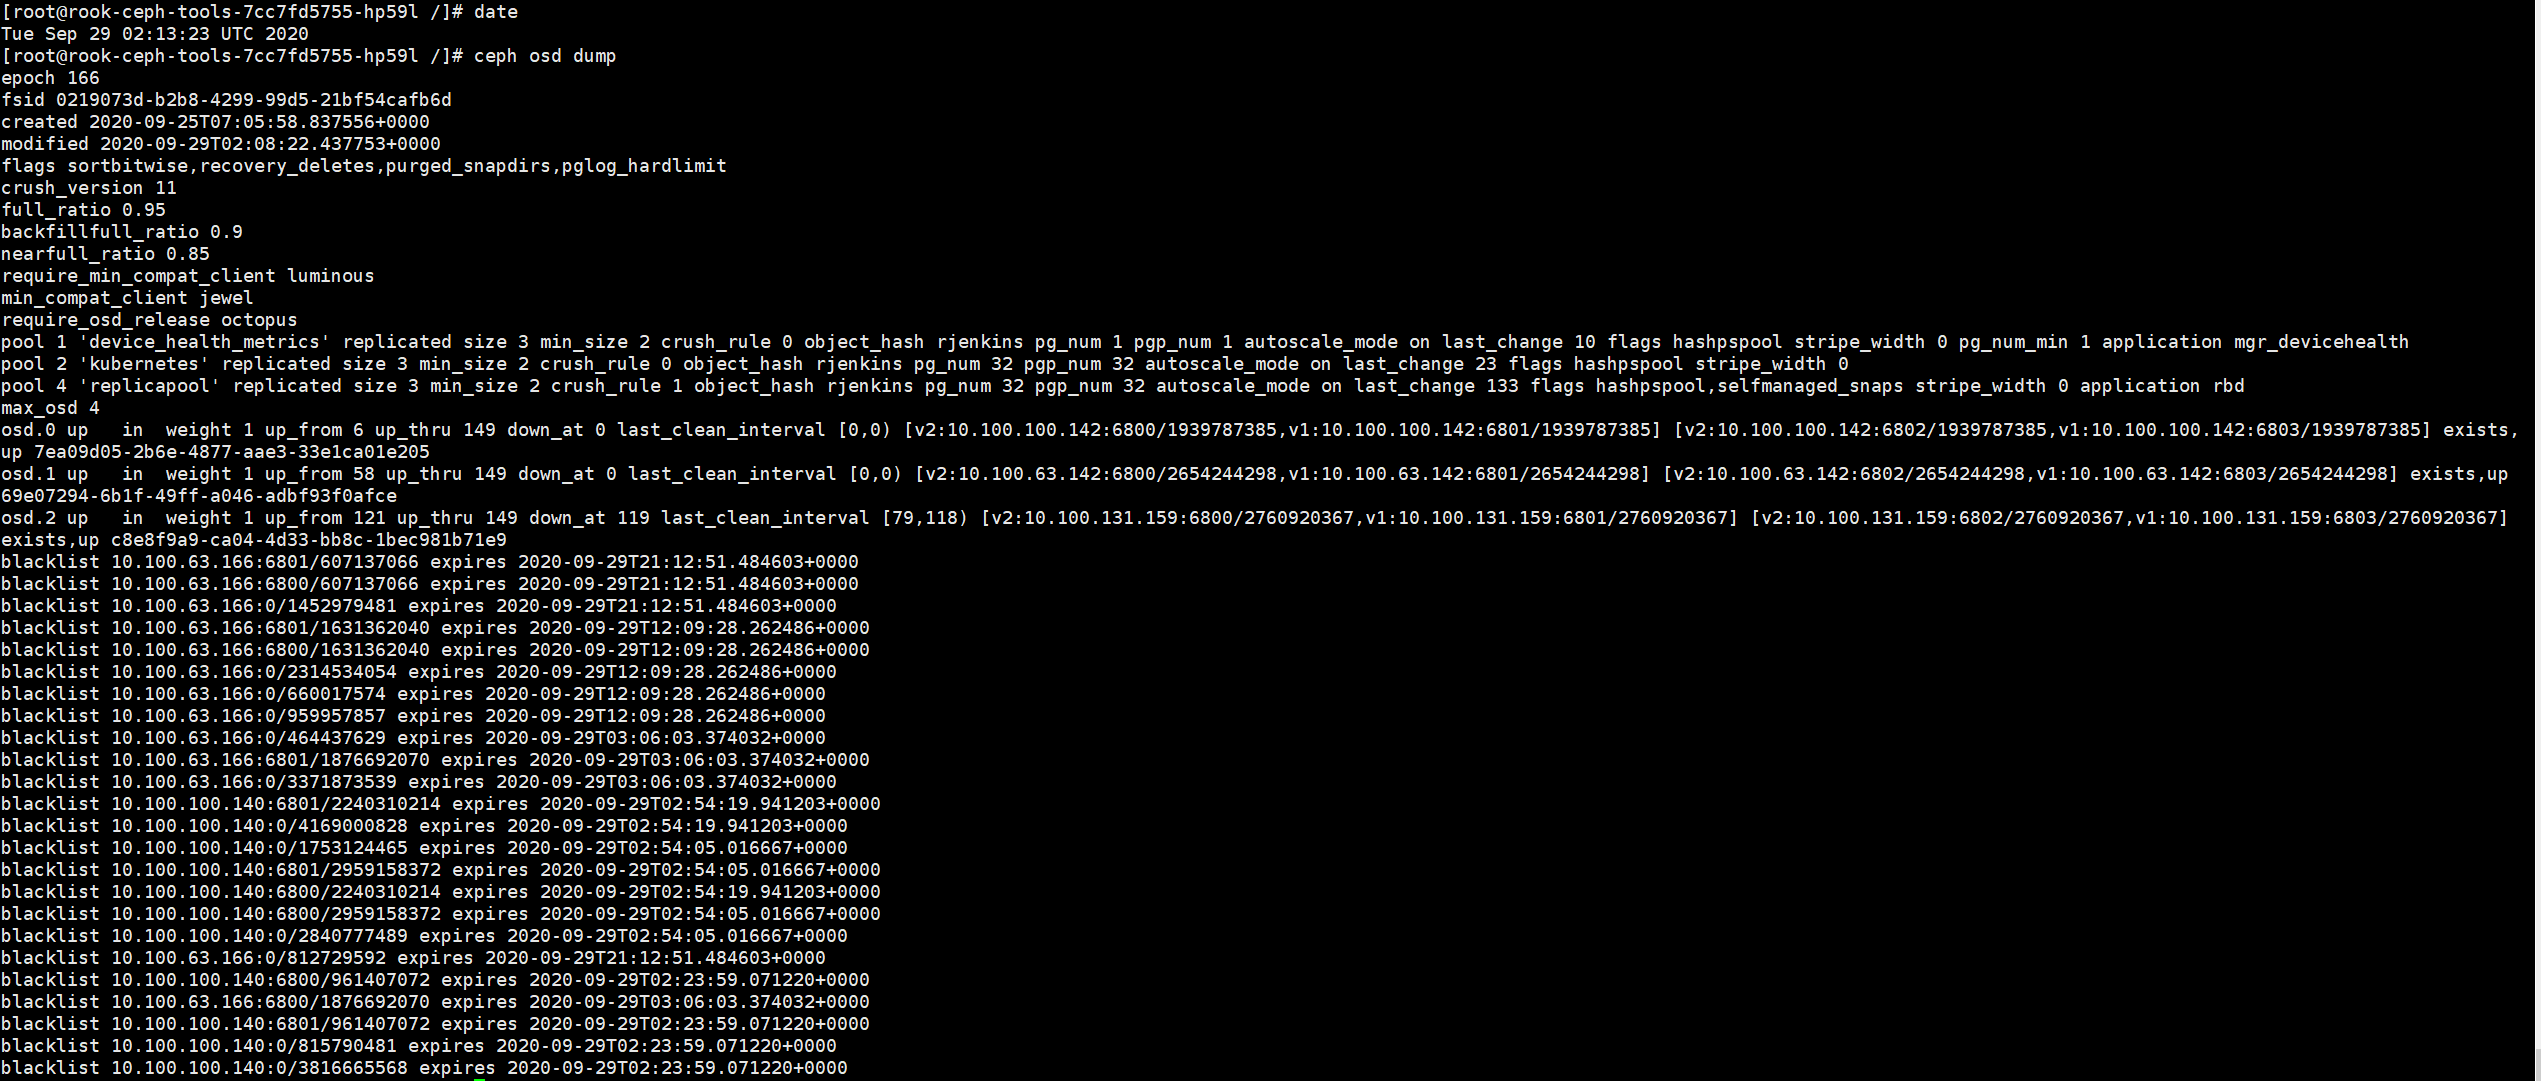 [root@rook-ceph-tools-7cc7fd5755-hp59l /]# date
Tue Sep 29 02:13:23 UTC 2020
[root@rook-ceph-tools-7cc7fd5755-hp59l /]# ceph osd dump
epoch 166
fsid 0219073d-b2b8-4299-99d5-21bf54cafb6d
created 2020-09-25T07:05:58.837556+0000
modified 2020-09-29T02:08:22.437753+0000
flags sortbitwise,recovery_deletes,purged_snapdirs,pglog_hardlimit
crush_version 11
full_ratio 0.95
backfillfull_ratio 0.9
nearfull_ratio 0.85
require_min_compat_client luminous
min_compat_client jewel
require_osd_release octopus
pool 1 'device_health_metrics' replicated size 3 min_size 2 crush_rule 0 object_hash rjenkins pg_num 1 pgp_num 1 autoscale_mode on last_change 10 flags hashpspool stripe_width 0 pg_num_min 1 application mgr_devicehealth
pool 2 'kubernetes' replicated size 3 min_size 2 crush_rule 0 object_hash rjenkins pg_num 32 pgp_num 32 autoscale_mode on last_change 23 flags hashpspool stripe_width 0
pool 4 'replicapool' replicated size 3 min_size 2 crush_rule 1 object_hash rjenkins pg_num 32 pgp_num 32 autoscale_mode on last_change 133 flags hashpspool,selfmanaged_snaps stripe_width 0 application rbd
max_osd 4
osd.0 up   in  weight 1 up_from 6 up_thru 149 down_at 0 last_clean_interval [0,0) [v2:10.100.100.142:6800/1939787385,v1:10.100.100.142:6801/1939787385] [v2:10.100.100.142:6802/1939787385,v1:10.100.100.142:6803/1939787385] exists,
up 7ea09d05-2b6e-4877-aae3-33e1ca01e205
osd.1 up   in  weight 1 up_from 58 up_thru 149 down_at 0 last_clean_interval [0,0) [v2:10.100.63.142:6800/2654244298,v1:10.100.63.142:6801/2654244298] [v2:10.100.63.142:6802/2654244298,v1:10.100.63.142:6803/2654244298] exists,up
69e07294-6b1f-49ff-a046-adbf93f0afce
osd.2 up   in  weight 1 up_from 121 up_thru 149 down_at 119 last_clean_interval [79,118) [v2:10.100.131.159:6800/2760920367,v1:10.100.131.159:6801/2760920367] [v2:10.100.131.159:6802/2760920367,v1:10.100.131.159:6803/2760920367]
exists,up c8e8f9a9-ca04-4d33-bb8c-1bec981b71e9
blacklist 10.100.63.166:6801/607137066 expires 2020-09-29T21:12:51.484603+0000
blacklist 10.100.63.166:6800/607137066 expires 2020-09-29T21:12:51.484603+0000
blacklist 10.100.63.166:0/1452979481 expires 2020-09-29T21:12:51.484603+0000
blacklist 10.100.63.166:6801/1631362040 expires 2020-09-29T12:09:28.262486+0000
blacklist 10.100.63.166:6800/1631362040 expires 2020-09-29T12:09:28.262486+0000
blacklist 10.100.63.166:0/2314534054 expires 2020-09-29T12:09:28.262486+0000
blacklist 10.100.63.166:0/660017574 expires 2020-09-29T12:09:28.262486+0000
blacklist 10.100.63.166:0/959957857 expires 2020-09-29T12:09:28.262486+0000
blacklist 10.100.63.166:0/464437629 expires 2020-09-29T03:06:03.374032+0000
blacklist 10.100.63.166:6801/1876692070 expires 2020-09-29T03:06:03.374032+0000
blacklist 10.100.63.166:0/3371873539 expires 2020-09-29T03:06:03.374032+0000
blacklist 10.100.100.140:6801/2240310214 expires 2020-09-29T02:54:19.941203+0000
blacklist 10.100.100.140:0/4169000828 expires 2020-09-29T02:54:19.941203+0000
blacklist 10.100.100.140:0/1753124465 expires 2020-09-29T02:54:05.016667+0000
blacklist 10.100.100.140:6801/2959158372 expires 2020-09-29T02:54:05.016667+0000
blacklist 10.100.100.140:6800/2240310214 expires 2020-09-29T02:54:19.941203+0000
blacklist 10.100.100.140:6800/2959158372 expires 2020-09-29T02:54:05.016667+0000
blacklist 10.100.100.140:0/2840777489 expires 2020-09-29T02:54:05.016667+0000
blacklist 10.100.63.166:0/812729592 expires 2020-09-29T21:12:51.484603+0000
blacklist 10.100.100.140:6800/961407072 expires 2020-09-29T02:23:59.071220+0000
blacklist 10.100.63.166:6800/1876692070 expires 2020-09-29T03:06:03.374032+0000
blacklist 10.100.100.140:6801/961407072 expires 2020-09-29T02:23:59.071220+0000
blacklist 10.100.100.140:0/815790481 expires 2020-09-29T02:23:59.071220+0000
blacklist 10.100.100.140:0/3816665568 expires 2020-09-29T02:23:59.071220+0000